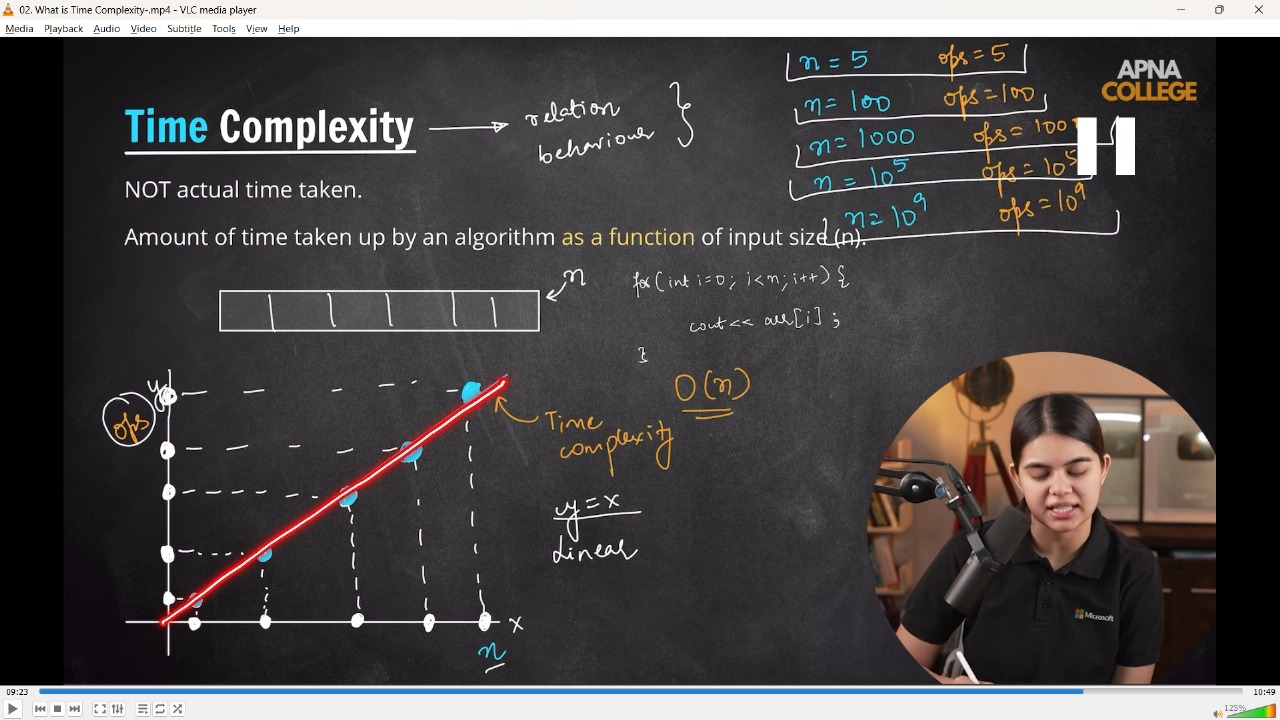 02. What is Time Complexity-.mp4 - VLC media player
Media Playback Audio Video Subtitle Tools View Help
n = 5 ops = 5
n = 100 ops = 100
n = 1000 ops = 1000
n = 10^5 ops = 10^5
n = 10^9 ops = 10^9
APNA
COLLEGE
Time Complexity
relation
behaviour
NOT actual time taken.
Amount of time taken up by an algorithm as a function of input size (n).
n
for (int i=0; i<n; i++) {
cout << arr[i] ;
}
O(n)
y
ops
Time
complexity
y = x
Linear
x
n
Microsoft
09:23
10:49
125%